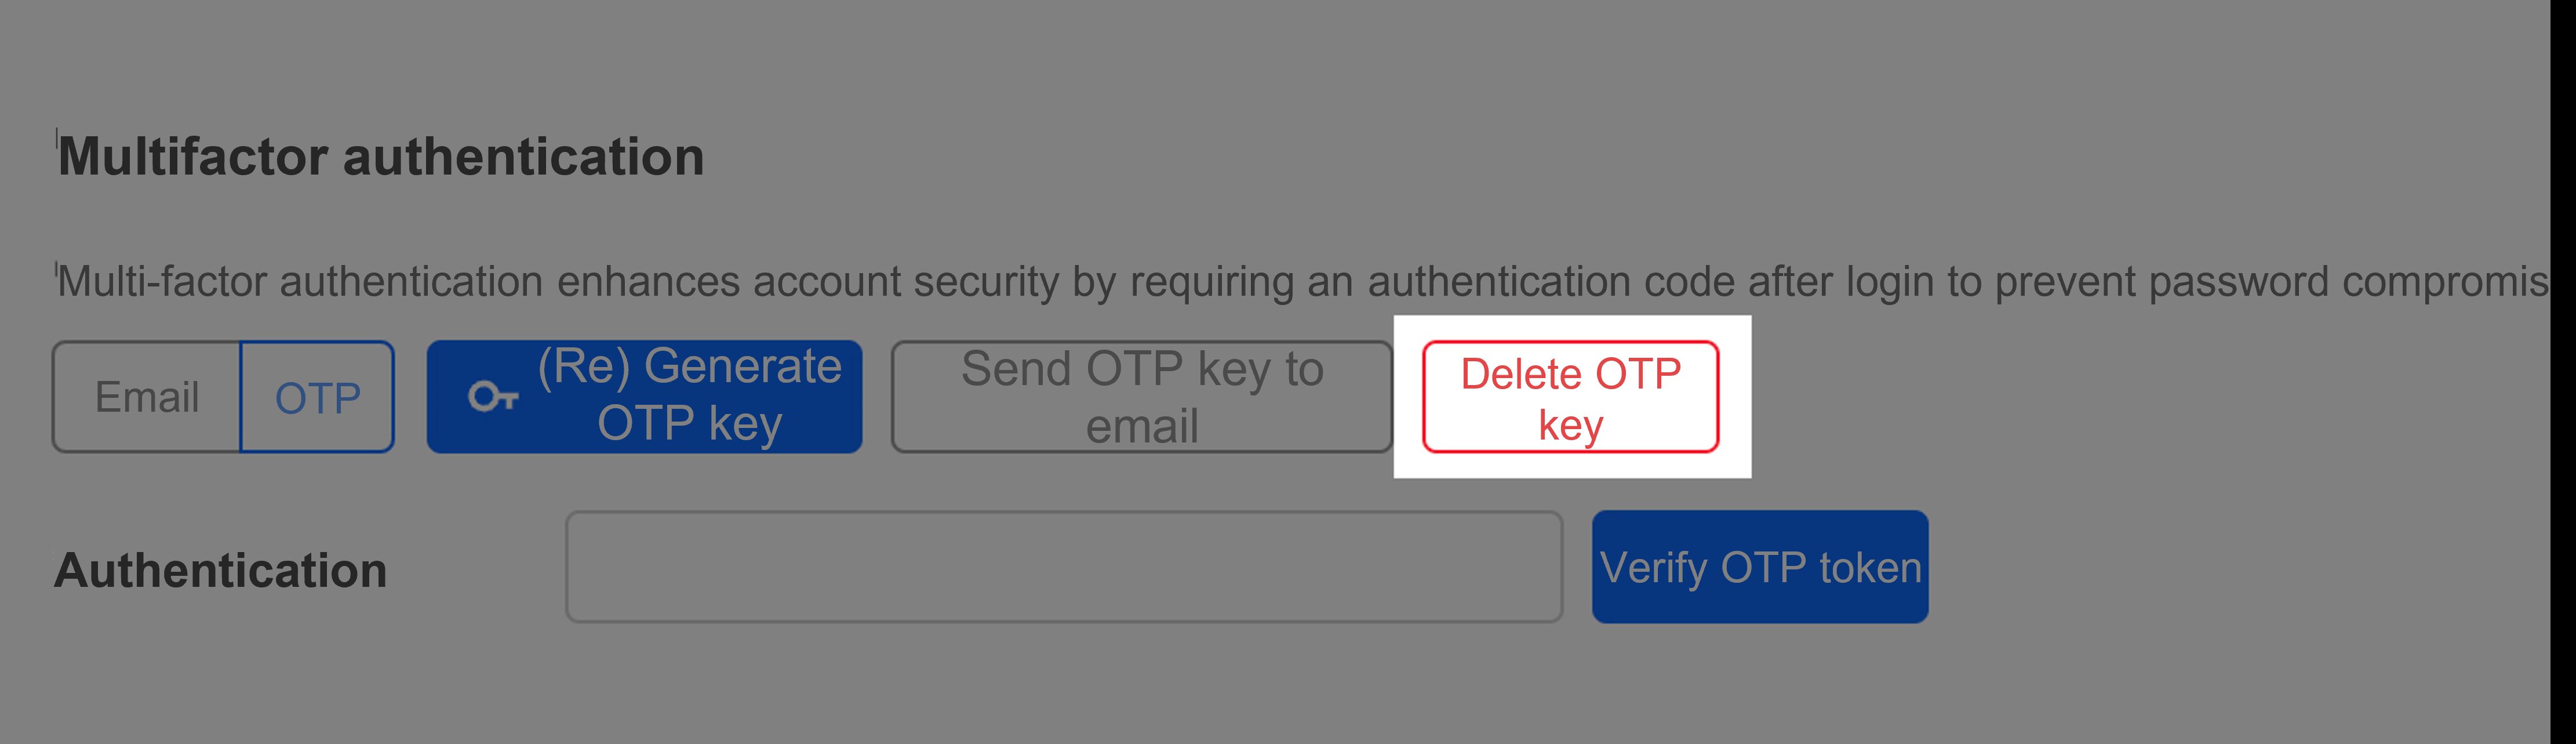 Multifactor authentication
Multi-factor authentication enhances account security by requiring an authentication code after login to prevent password compromis
Email
OTP
(Re) Generate
OTP key
Send OTP key to
email
Delete OTP
key
Authentication
Verify OTP token